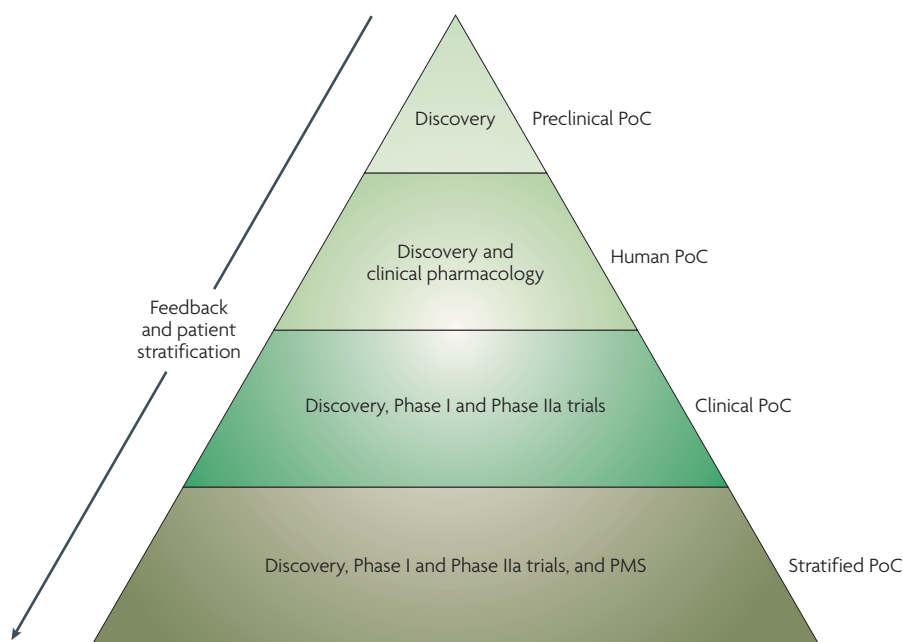 Discovery
Preclinical PoC
Discovery and
clinical pharmacology
Human PoC
Feedback
and patient
stratification
Discovery, Phase I and Phase IIa trials
Clinical PoC
Discovery, Phase I and Phase IIa trials, and PMS
Stratified PoC